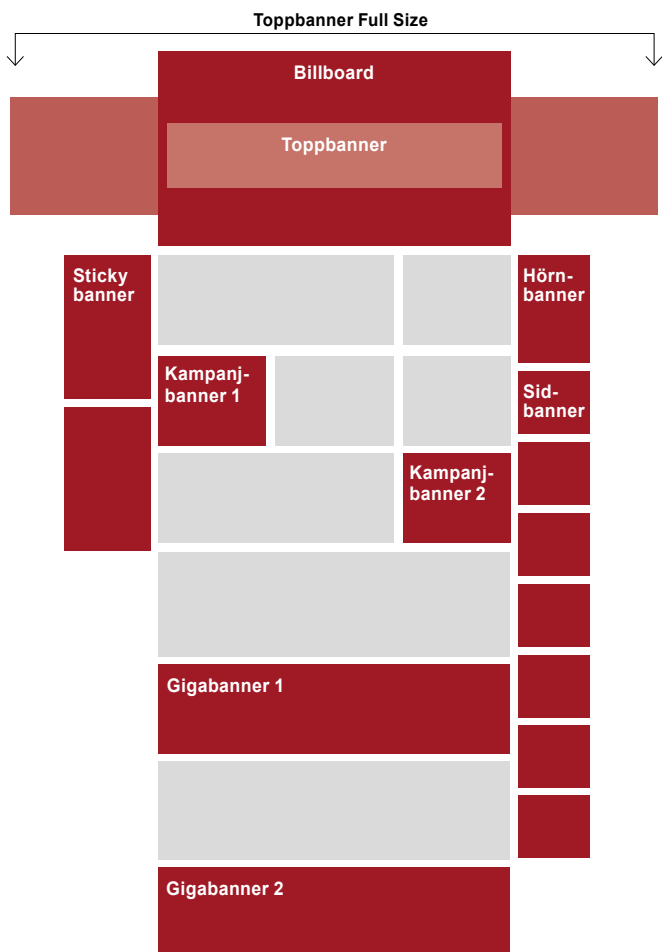 Toppbanner Full Size
Billboard
Toppbanner
Sticky
banner
Hörn-
banner
Kampanj-
banner 1
Sid-
banner
Kampanj-
banner 2
Gigabanner 1
Gigabanner 2